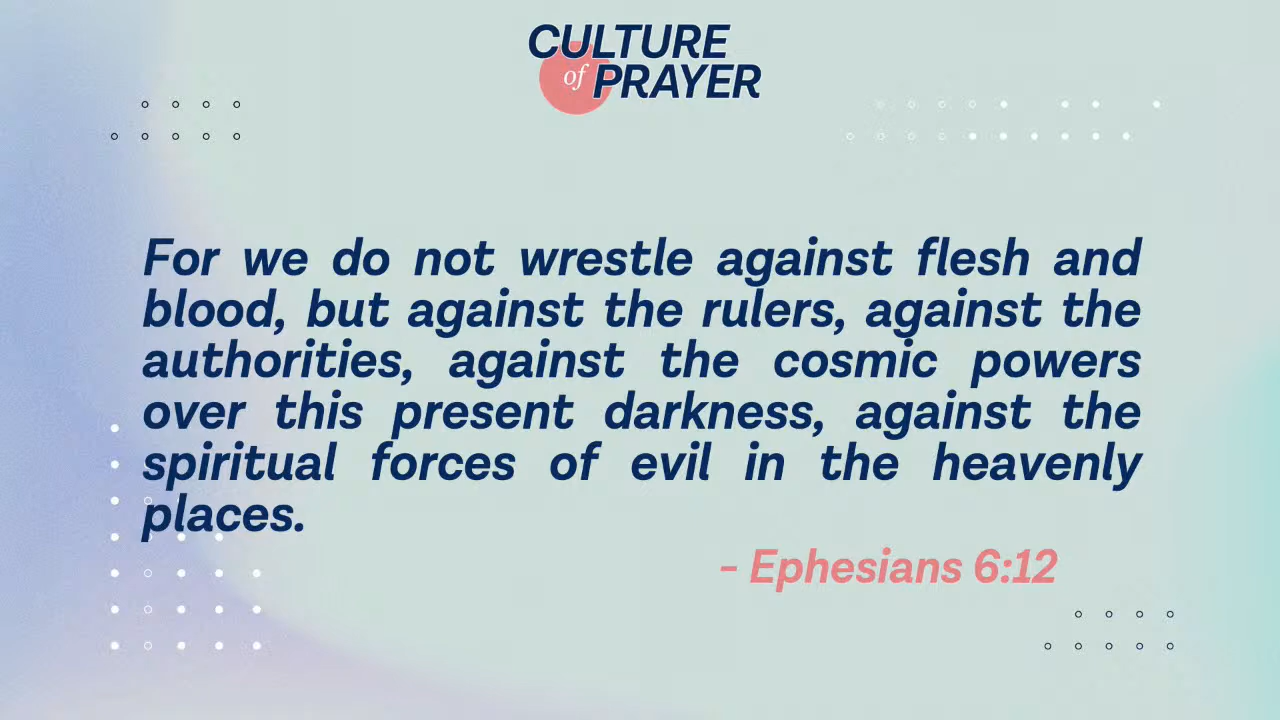 CULTURE
of PRAYER
For we do not wrestle against flesh and
blood, but against the rulers, against the
authorities, against the cosmic powers
over this present darkness, against the
spiritual forces of evil in the heavenly
places.
- Ephesians 6:12